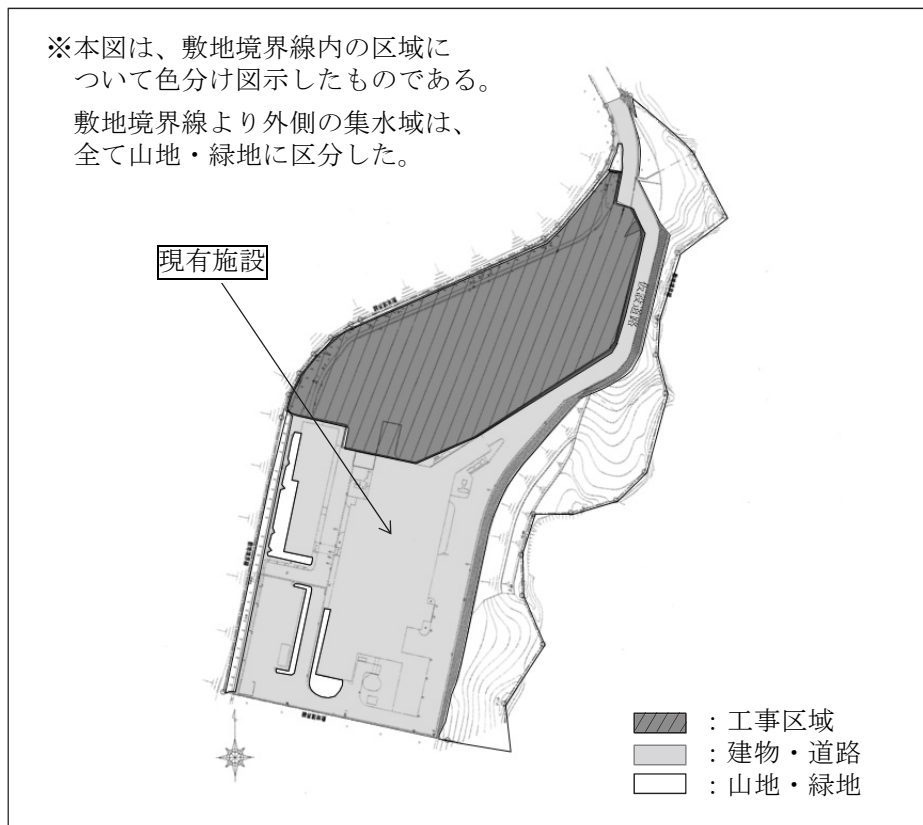 ※本図は、敷地境界線内の区域に
ついて色分け図示したものである。
敷地境界線より外側の集水域は、
全て山地・緑地に区分した。
現有施設
：工事区域
：建物・道路
：山地・緑地